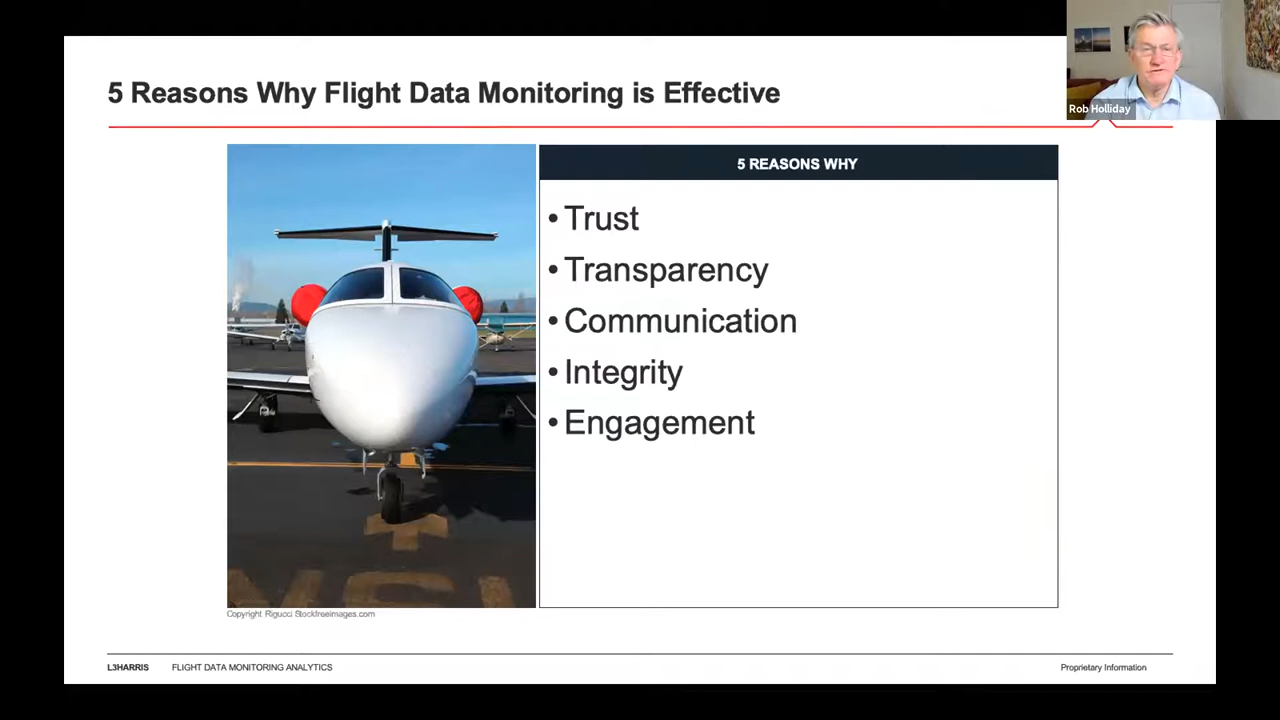 5 Reasons Why Flight Data Monitoring is Effective
Rob Holliday
5 REASONS WHY
• Trust
• Transparency
• Communication
• Integrity
• Engagement
Copyright Rigucci Stockfreeimages.com
L3HARRIS FLIGHT DATA MONITORING ANALYTICS
Proprietary Information